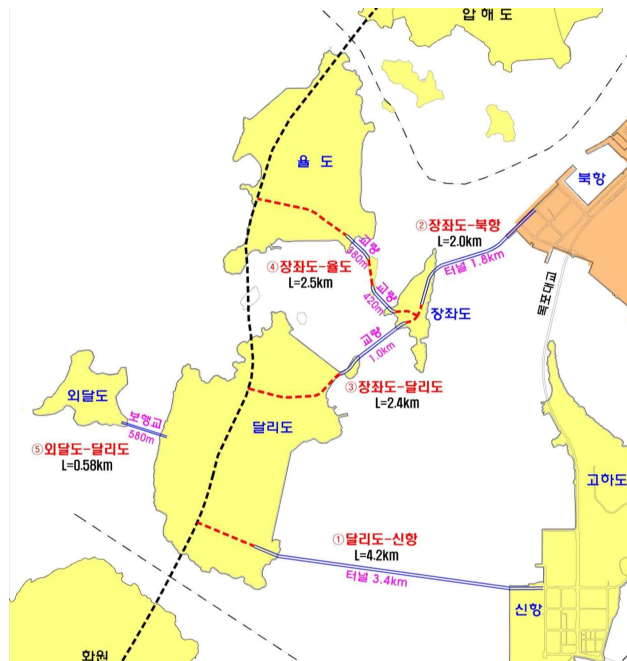 압해도
율 도
북항
②장좌도-북항
L=2.0km
터널 1.8km
교량
380m
④장좌도-율도
L=2.5km
교량
420m
장좌도
목포대교
교량
1.0km
③장좌도-달리도
L=2.4km
외달도
보행교
580m
달리도
⑤외달도-달리도
L=0.58km
고하도
①달리도-신항
L=4.2km
터널 3.4km
신항
화원